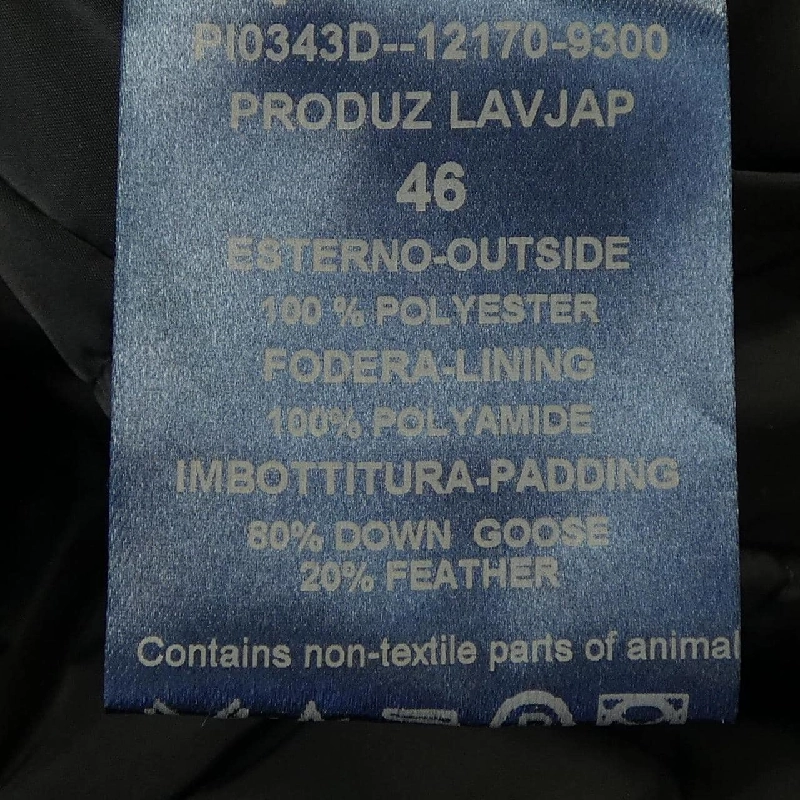 PI0343D--12170-9300
PRODUZ LAVJAP
46
ESTERNO-OUTSIDE
100 % POLYESTER
FODERA-LINING
100% POLYAMIDE
IMBOTTITURA-PADDING
80% DOWN GOOSE
20% FEATHER
Contains non-textile parts of animal